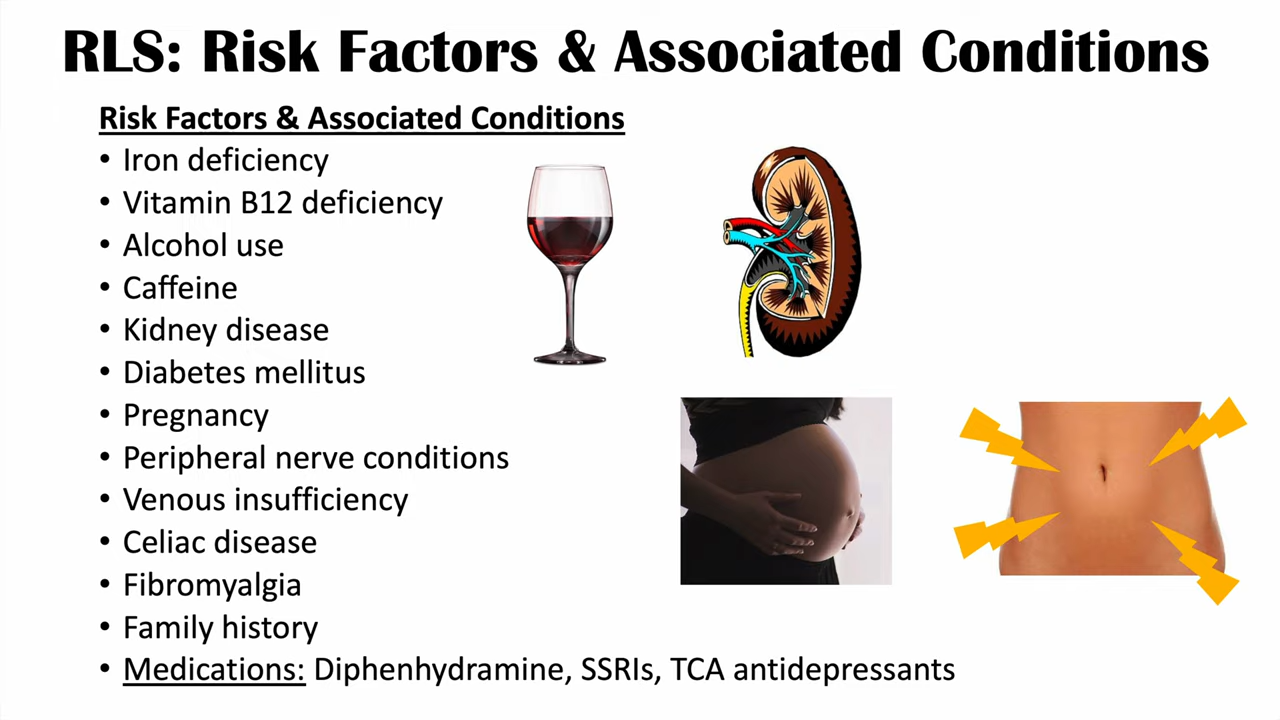 RLS: Risk Factors & Associated Conditions
Risk Factors & Associated Conditions
• Iron deficiency
• Vitamin B12 deficiency
• Alcohol use
• Caffeine
• Kidney disease
• Diabetes mellitus
• Pregnancy
• Peripheral nerve conditions
• Venous insufficiency
• Celiac disease
• Fibromyalgia
• Family history
• Medications: Diphenhydramine, SSRIs, TCA antidepressants